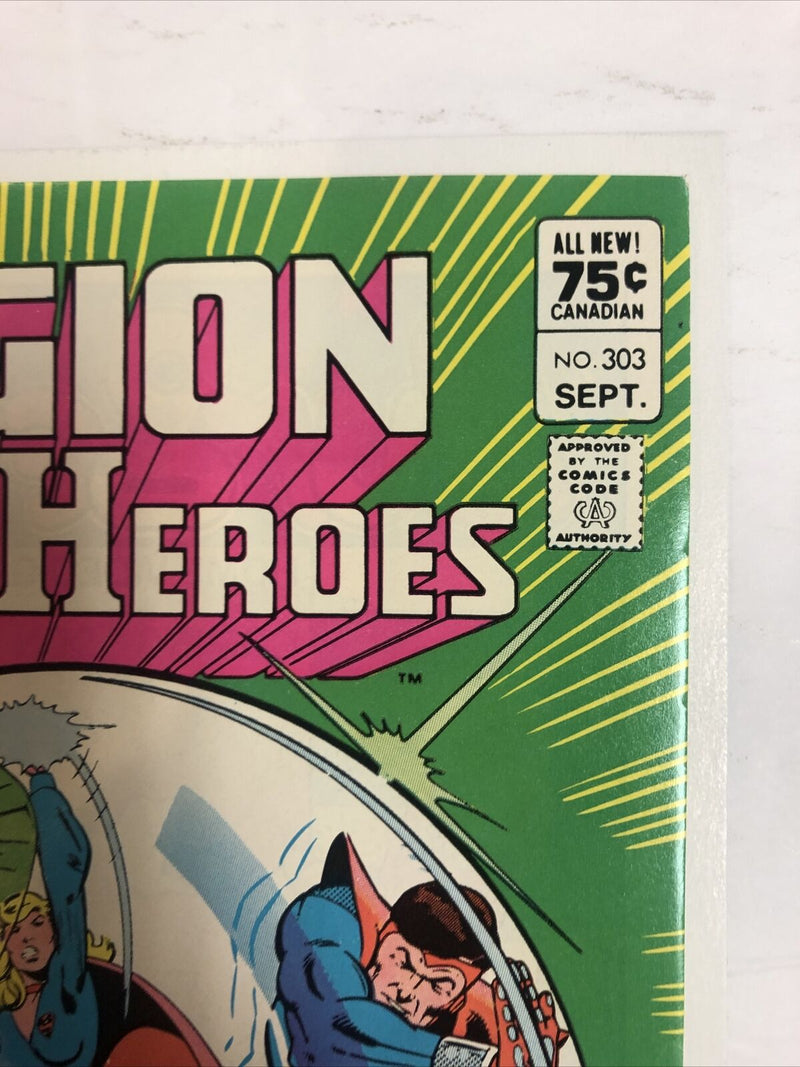 ALL NEW!
75¢
CANADIAN
NO. 303
SEPT.
GION
HEROES
TM
APPROVED
BY THE
COMICS
CODE
CA
AUTHORITY